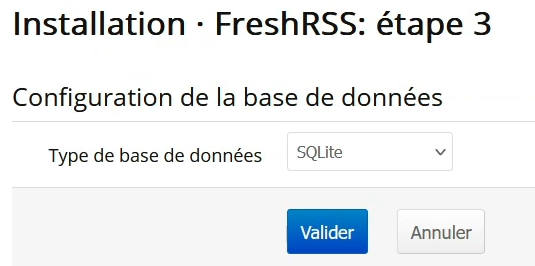 Installation · FreshRSS: étape 3
Configuration de la base de données
Type de base de données SQLite
Valider Annuler